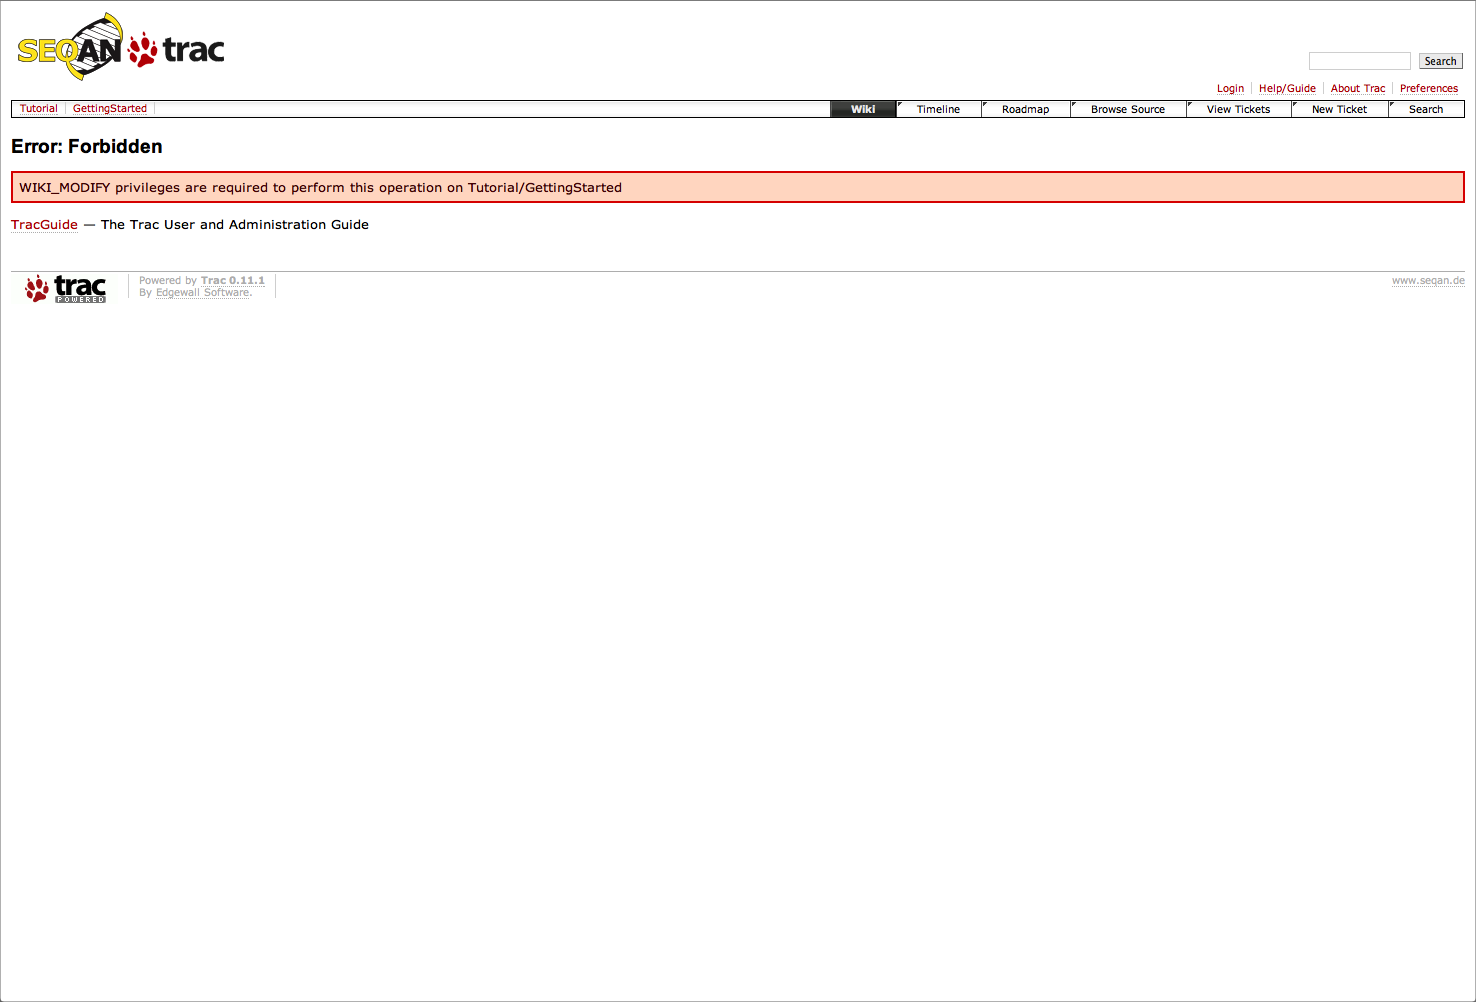 SEQAN trac
Search
Login Help/Guide About Trac Preferences
Tutorial GettingStarted Wiki Timeline Roadmap Browse Source View Tickets New Ticket Search
Error: Forbidden
WIKI_MODIFY privileges are required to perform this operation on Tutorial/GettingStarted
TracGuide — The Trac User and Administration Guide
trac POWERED
Powered by Trac 0.11.1
By Edgewall Software.
www.seqan.de